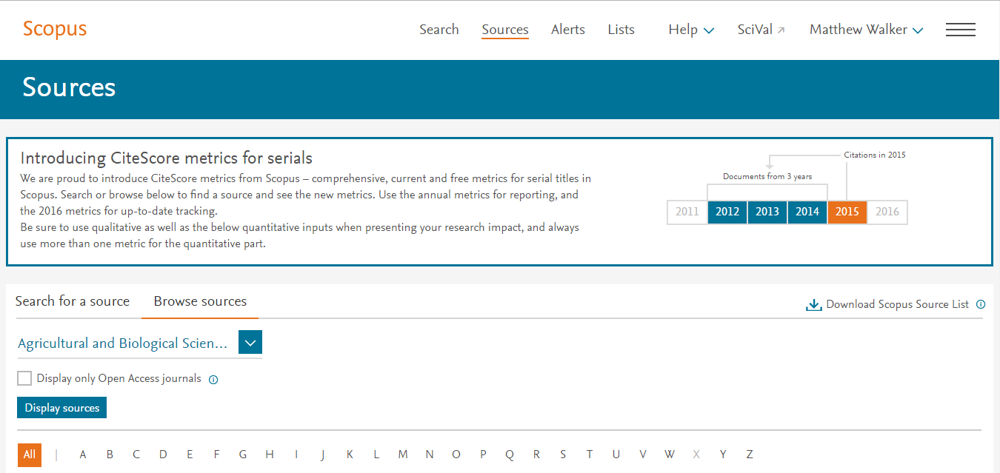 Scopus
Search Sources Alerts Lists Help SciVal Matthew Walker
Sources
Introducing CiteScore metrics for serials
We are proud to introduce CiteScore metrics from Scopus – comprehensive, current and free metrics for serial titles in
Scopus. Search or browse below to find a source and see the new metrics. Use the annual metrics for reporting, and
the 2016 metrics for up-to-date tracking.
Be sure to use qualitative as well as the below quantitative inputs when presenting your research impact, and always
use more than one metric for the quantitative part.
Citations in 2015
Documents from 3 years
2011 2012 2013 2014 2015 2016
Search for a source Browse sources
Download Scopus Source List
Agricultural and Biological Scien...
Display only Open Access journals
Display sources
All | A B C D E F G H I J K L M N O P Q R S T U V W X Y Z